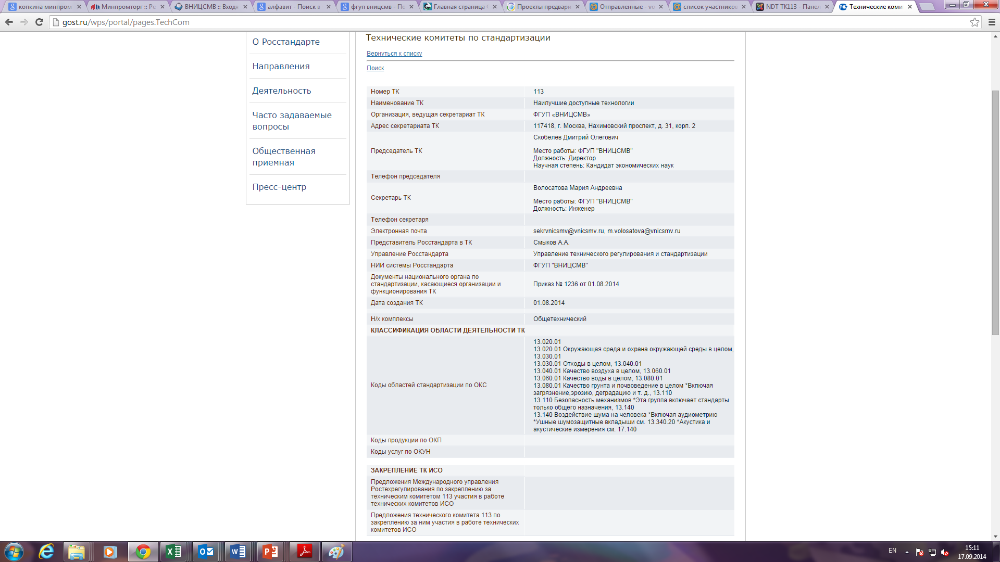 копкина минпром
Минпромторг :: Ре
ВНИЦСМВ :: Входя
алфавит - Поиск в
фгуп вницсмв - По
Главная страница
Проекты предвари
Отправленные - vo
список участников
NDT TK113 - Панел
Технические коми
gost.ru/wps/portal/pages.TechCom
О Росстандарте
Направления
Деятельность
Часто задаваемые
вопросы
Общественная
приемная
Пресс-центр
Технические комитеты по стандартизации
Вернуться к списку
Поиск
Номер ТК 113
Наименование ТК Наилучшие доступные технологии
Организация, ведущая секретариат ТК ФГУП «ВНИЦСМВ»
Адрес секретариата ТК 117418, г. Москва, Нахимовский проспект, д. 31, корп. 2
Председатель ТК
Скобелев Дмитрий Олегович
Место работы: ФГУП "ВНИЦСМВ"
Должность: Директор
Научная степень: Кандидат экономических наук
Телефон председателя
Секретарь ТК
Волосатова Мария Андреевна
Место работы: ФГУП "ВНИЦСМВ"
Должность: Инженер
Телефон секретаря
Электронная почта sekrvnicsmv@vnicsmv.ru, m.volosatova@vnicsmv.ru
Представитель Росстандарта в ТК Смыков А.А.
Управление Росстандарта Управление технического регулирования и стандартизации
НИИ системы Росстандарта ФГУП "ВНИЦСМВ"
Документы национального органа по
стандартизации, касающиеся организации и
функционирования ТК
Приказ № 1236 от 01.08.2014
Дата создания ТК 01.08.2014
Н/х комплексы Общетехнический
КЛАССИФИКАЦИЯ ОБЛАСТИ ДЕЯТЕЛЬНОСТИ ТК
Коды областей стандартизации по ОКС
13.020.01
13.020.01 Окружающая среда и охрана окружающей среды в целом,
13.030.01
13.030.01 Отходы в целом, 13.040.01
13.040.01 Качество воздуха в целом, 13.060.01
13.060.01 Качество воды в целом, 13.080.01
13.080.01 Качество грунта и почвоведение в целом *Включая
загрязнение,эрозию, деградацию и т. д., 13.110
13.110 Безопасность механизмов *Эта группа включает стандарты
только общего назначения, 13.140
13.140 Воздействие шума на человека *Включая аудиометрию
*Ушные шумозащитные вкладыши см. 13.340.20 *Акустика и
акустические измерения см. 17.140
Коды продукции по ОКП
Коды услуг по ОКУН
ЗАКРЕПЛЕНИЕ ТК ИСО
Предложения Международного управления
Ростехрегулирования по закреплению за
техническим комитетом 113 участия в работе
технических комитетов ИСО
Предложения технического комитета 113 по
закреплению за ним участия в работе технических
комитетов ИСО
EN
15:11
17.09.2014